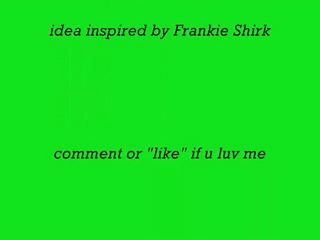 idea inspired by Frankie Shirk
comment or "like" if u luv me